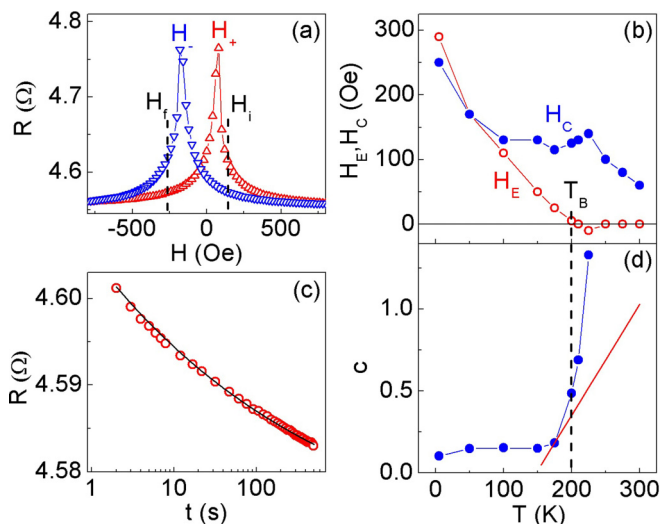 4.8
4.7
4.6
R (Ω)
(a)
H-
H+
Hf
Hi
-500
0
500
H (Oe)
300
200
100
0
HE,HC (Oe)
(b)
HC
HE
TB
4.60
4.59
4.58
R (Ω)
(c)
1
10
100
t (s)
1.0
0.5
0.0
c
(d)
0
100
200
300
T (K)